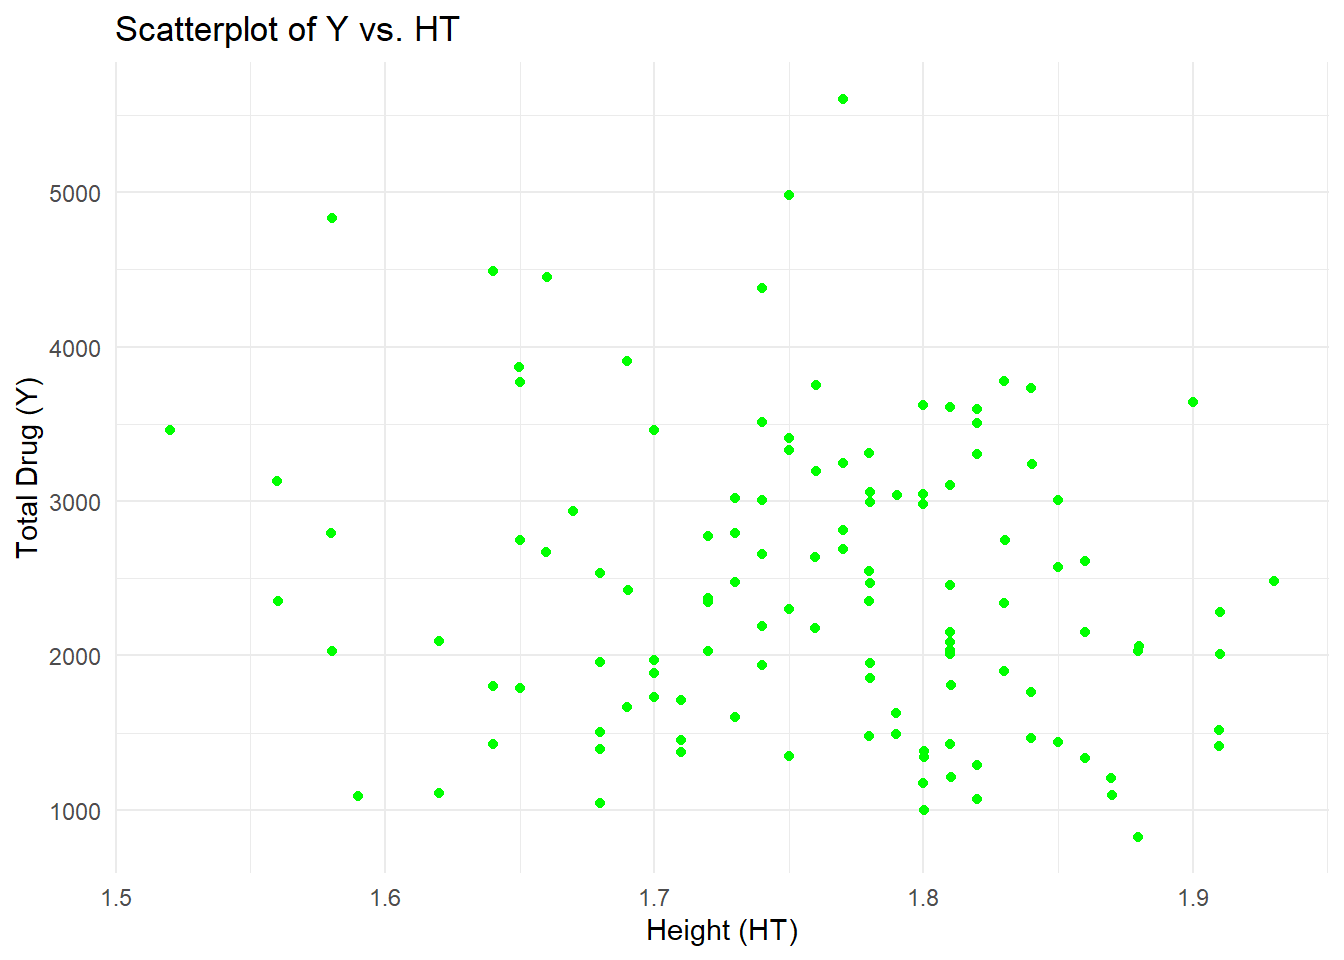 Scatterplot of Y vs. HT
Total Drug (Y)
5000
4000
3000
2000
1000
1.5 1.6 1.7 1.8 1.9
Height (HT)